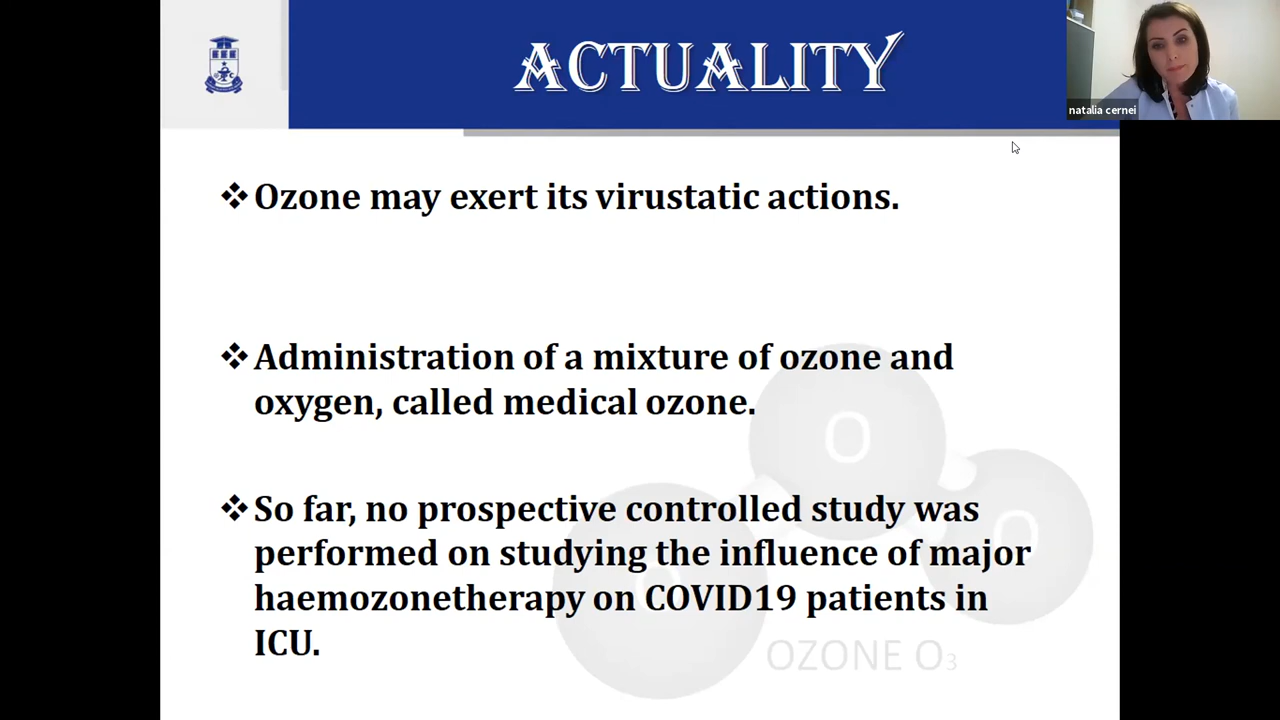 ACTUALITY
natalia cernei
❖Ozone may exert its virustatic actions.
❖Administration of a mixture of ozone and
oxygen, called medical ozone.
❖So far, no prospective controlled study was
performed on studying the influence of major
haemozonetherapy on COVID19 patients in
ICU.
O
O
OZONE O3